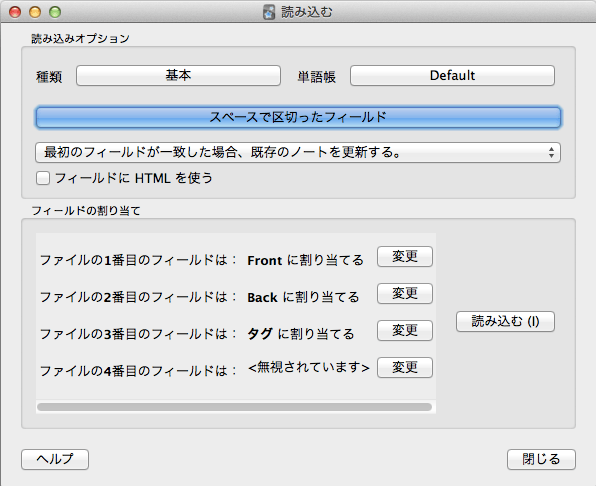 読み込む
読み込みオプション
種類 基本 単語帳 Default
スペースで区切ったフィールド
最初のフィールドが一致した場合、既存のノートを更新する。
フィールドに HTML を使う
フィールドの割り当て
ファイルの1番目のフィールドは： Front に割り当てる 変更
ファイルの2番目のフィールドは： Back に割り当てる 変更
ファイルの3番目のフィールドは： タグ に割り当てる 変更
ファイルの4番目のフィールドは： <無視されています> 変更
読み込む (I)
ヘルプ 閉じる